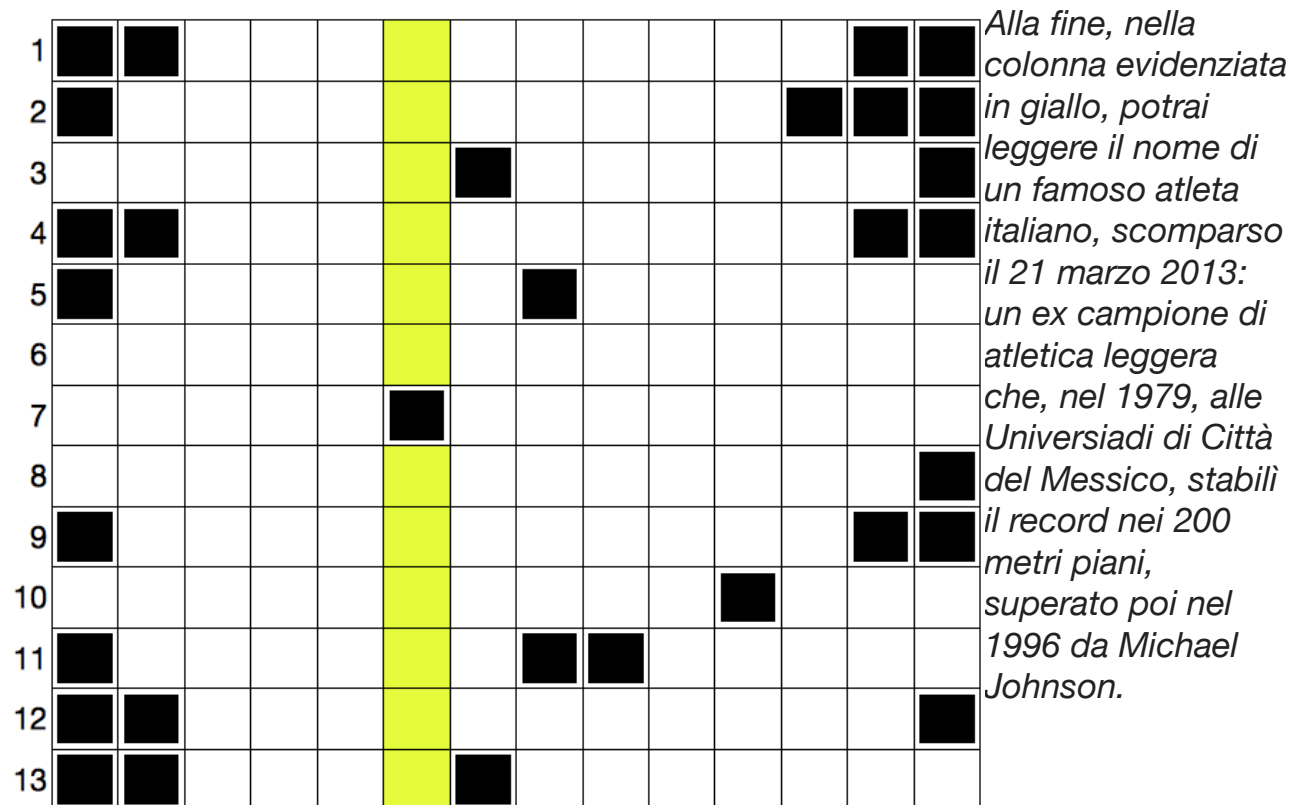 1
2
3
4
5
6
7
8
9
10
11
12
13
Alla fine, nella
colonna evidenziata
in giallo, potrai
leggere il nome di
un famoso atleta
italiano, scomparso
il 21 marzo 2013:
un ex campione di
atletica leggera
che, nel 1979, alle
Universiadi di Città
del Messico, stabilì
il record nei 200
metri piani,
superato poi nel
1996 da Michael
Johnson.